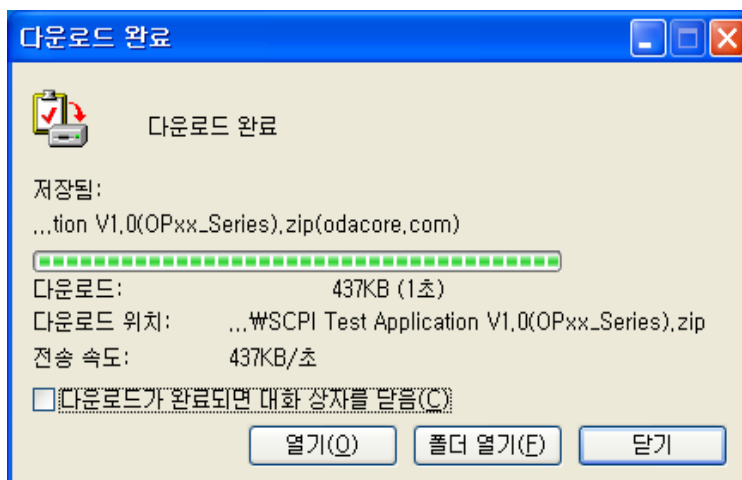 다운로드 완료
다운로드 완료
저장됨:
...tion V1.0(OPxx_Series).zip(odacore.com)
다운로드: 437KB (1초)
다운로드 위치: ...₩SCPI Test Application V1.0(OPxx_Series).zip
전송 속도: 437KB/초
다운로드가 완료되면 대화 상자를 닫음(C)
열기(O) 폴더 열기(F) 닫기